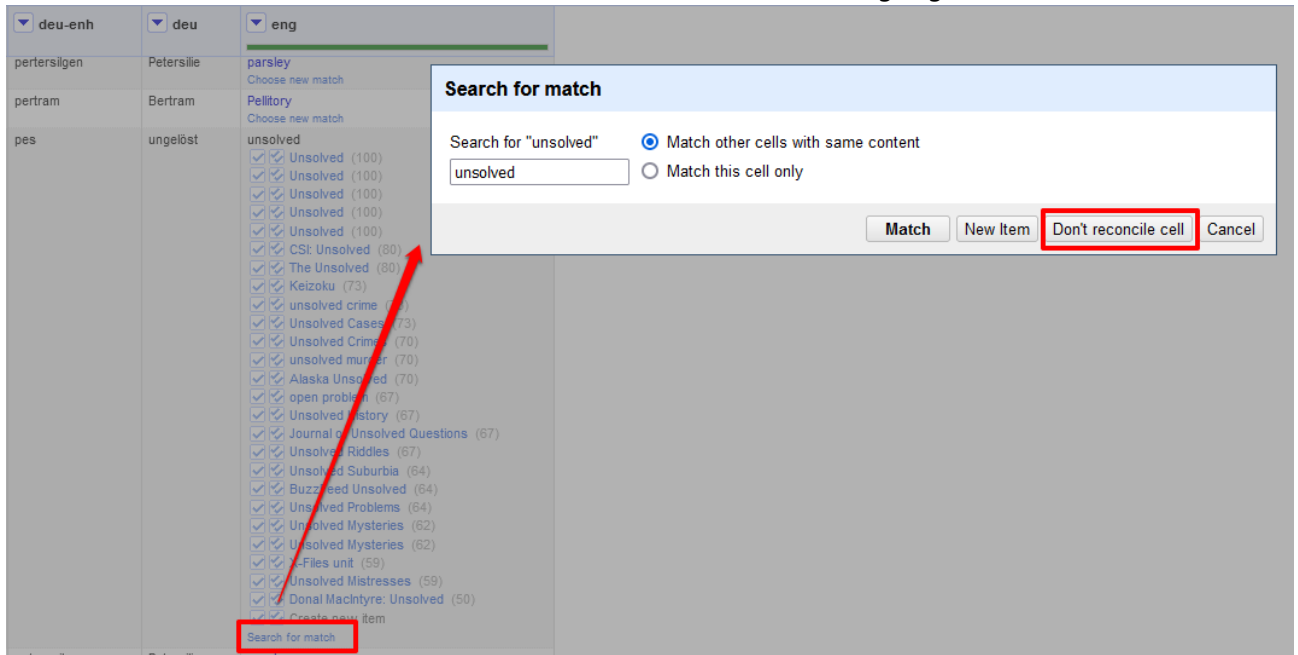 deu-enh deu eng
pertersilgen Petersilie parsley
Choose new match
pertram Bertram Pellitory
Choose new match
pes ungelöst unsolved
Unsolved (100)
Unsolved (100)
Unsolved (100)
Unsolved (100)
Unsolved (100)
CSI: Unsolved (80)
The Unsolved (80)
Keizoku (73)
unsolved crime
Unsolved Cases (73)
Unsolved Crimes (70)
unsolved murder (70)
Alaska Unsolved (70)
open problem (67)
Unsolved History (67)
Journal of Unsolved Questions (67)
Unsolved Riddles (67)
Unsolved Suburbia (64)
BuzzFeed Unsolved (64)
Unsolved Problems (64)
Unsolved Mysteries (62)
Unsolved Mysteries (62)
X-Files unit (59)
Unsolved Mistresses (59)
Donal MacIntyre: Unsolved (50)
Create new item
Search for match
Search for match
Search for "unsolved" Match other cells with same content
unsolved Match this cell only
Match New Item Don't reconcile cell Cancel